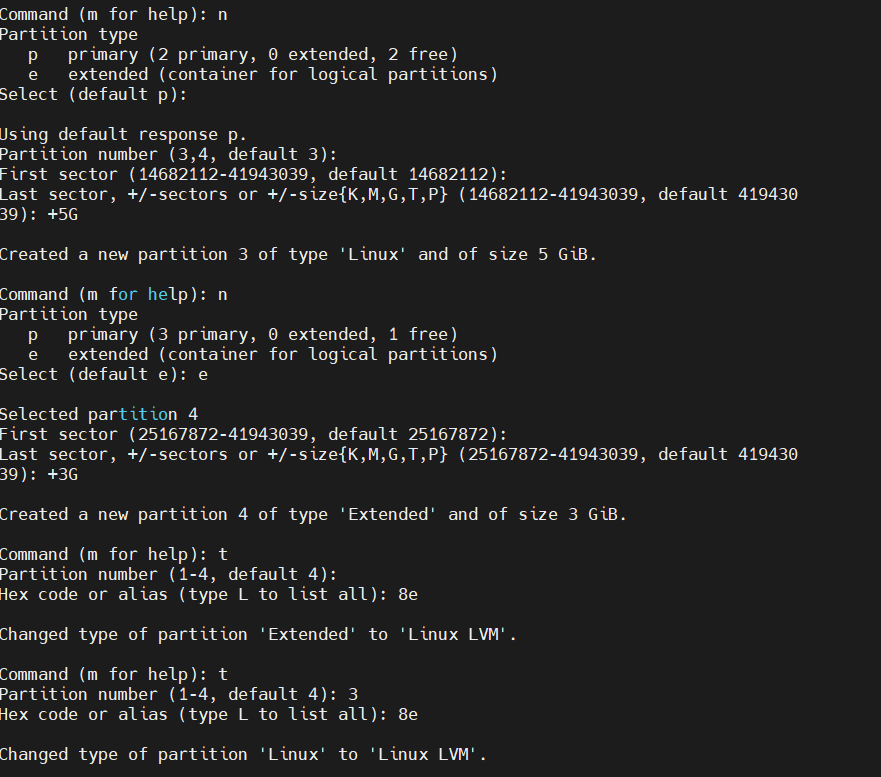 Command (m for help): n
Partition type
   p   primary (2 primary, 0 extended, 2 free)
   e   extended (container for logical partitions)
Select (default p):

Using default response p.
Partition number (3,4, default 3):
First sector (14682112-41943039, default 14682112):
Last sector, +/-sectors or +/-size{K,M,G,T,P} (14682112-41943039, default 419430
39): +5G

Created a new partition 3 of type 'Linux' and of size 5 GiB.

Command (m for help): n
Partition type
   p   primary (3 primary, 0 extended, 1 free)
   e   extended (container for logical partitions)
Select (default e): e

Selected partition 4
First sector (25167872-41943039, default 25167872):
Last sector, +/-sectors or +/-size{K,M,G,T,P} (25167872-41943039, default 419430
39): +3G

Created a new partition 4 of type 'Extended' and of size 3 GiB.

Command (m for help): t
Partition number (1-4, default 4):
Hex code or alias (type L to list all): 8e

Changed type of partition 'Extended' to 'Linux LVM'.

Command (m for help): t
Partition number (1-4, default 4): 3
Hex code or alias (type L to list all): 8e

Changed type of partition 'Linux' to 'Linux LVM'.